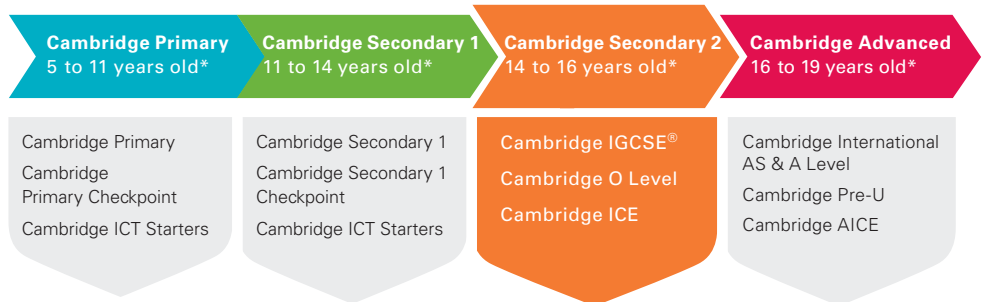 Cambridge Primary
5 to 11 years old*
Cambridge Secondary 1
11 to 14 years old*
Cambridge Secondary 2
14 to 16 years old*
Cambridge Advanced
16 to 19 years old*
Cambridge Primary
Cambridge
Primary Checkpoint
Cambridge ICT Starters
Cambridge Secondary 1
Cambridge Secondary 1
Checkpoint
Cambridge ICT Starters
Cambridge IGCSE®
Cambridge O Level
Cambridge ICE
Cambridge International
AS & A Level
Cambridge Pre-U
Cambridge AICE